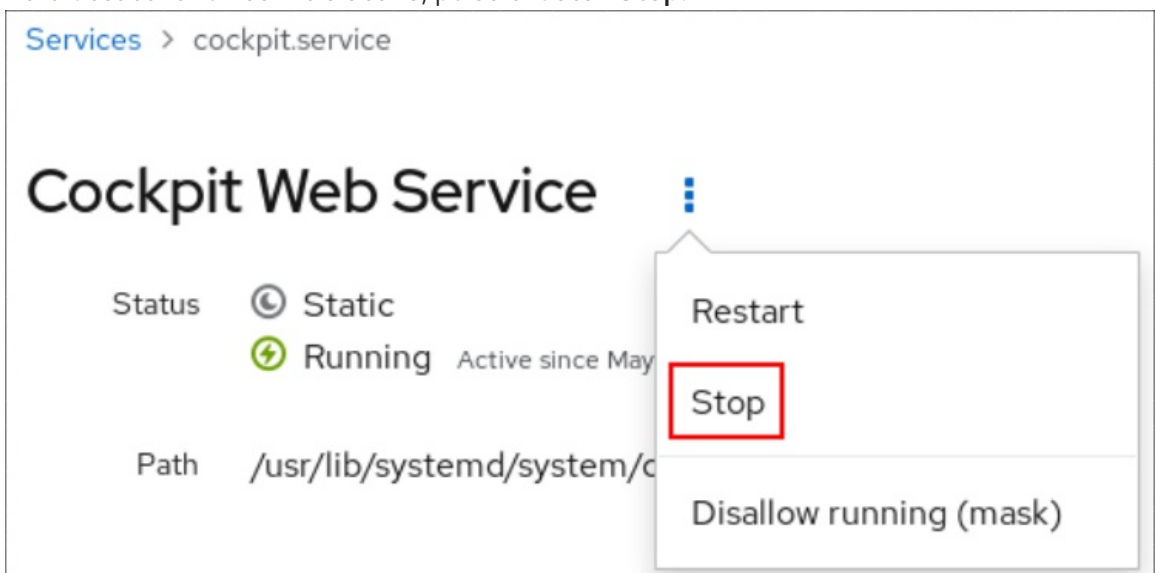 Services > cockpit.service
Cockpit Web Service
Status Static
Running Active since May
Path /usr/lib/systemd/system/c
Restart
Stop
Disallow running (mask)